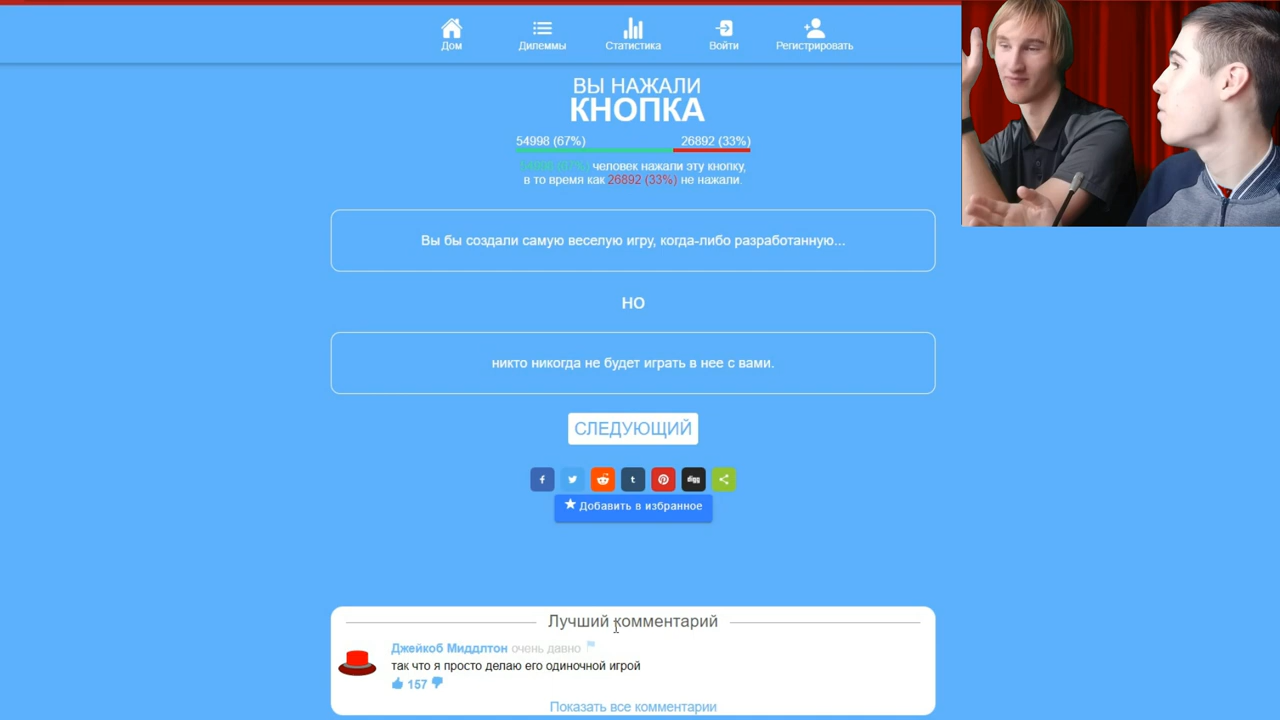 Дом
Дилеммы
Статистика
Войти
Регистрировать
ВЫ НАЖАЛИ
КНОПКА
54998 (67%) 26892 (33%)
54998 (67%) человек нажали эту кнопку,
в то время как 26892 (33%) не нажали.
Вы бы создали самую веселую игру, когда-либо разработанную...
НО
никто никогда не будет играть в нее с вами.
СЛЕДУЮЩИЙ
digg
Добавить в избранное
Лучший комментарий
Джейкоб Миддлтон очень давно
так что я просто делаю его одиночной игрой
157
Показать все комментарии